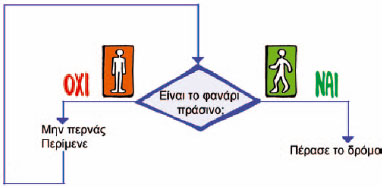 ΟΧΙ
Είναι το φανάρι
πράσινο;
ΝΑΙ
Μην περνάς
Περίμενε
Πέρασε το δρόμο